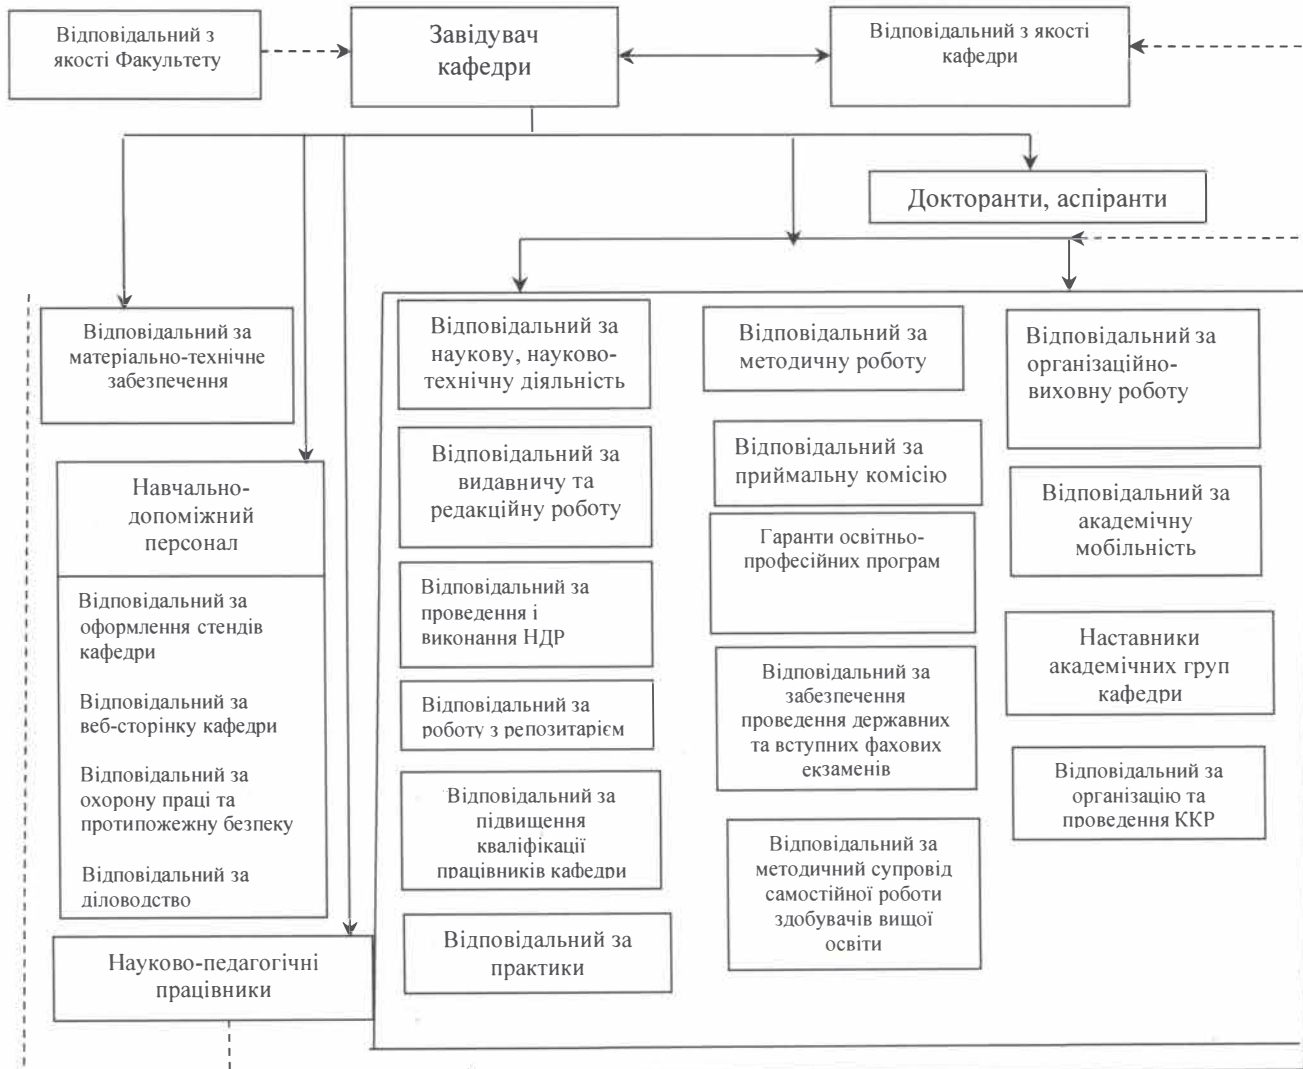 Відповідальний з
якості Факультету
Завідувач
кафедри
Відповідальний з якості
кафедри
Докторанти, аспіранти
Відповідальний за
матеріально-технічне
забезпечення
Навчально-
допоміжний
персонал
Відповідальний за
оформлення стендів
кафедри
Відповідальний за
веб-сторінку кафедри
Відповідальний за
охорону праці та
протипожежну безпеку
Відповідальний за
діловодство
Науково-педагогічні
працівники
Відповідальний за
наукову, науково-
технічну діяльність
Відповідальний за
видавничу та
редакційну роботу
Відповідальний за
проведення і
виконання НДР
Відповідальний за
роботу з репозитарієм
Відповідальний за
підвищення
кваліфікації
працівників кафедри
Відповідальний за
практики
Відповідальний за
методичну роботу
Відповідальний за
приймальну комісію
Гаранти освітньо-
професійних програм
Відповідальний за
забезпечення
проведення державних
та вступних фахових
екзаменів
Відповідальний за
методичний супровід
самостійної роботи
здобувачів вищої
освіти
Відповідальний за
організаційно-
виховну роботу
Відповідальний за
академічну
мобільність
Наставники
академічних груп
кафедри
Відповідальний за
організацію та
проведення ККР